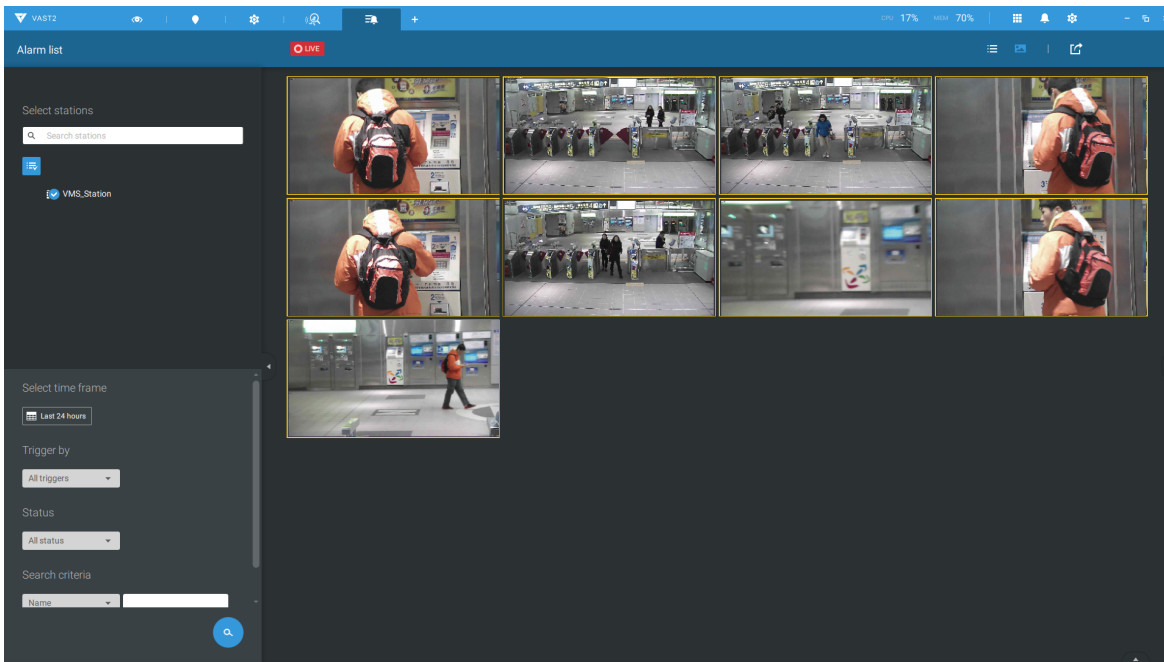 VAST2
CPU 17% MEM 70%
Alarm list
LIVE
Select stations
Search stations
VMS_Station
Select time frame
Last 24 hours
Trigger by
All triggers
Status
All status
Search criteria
Name